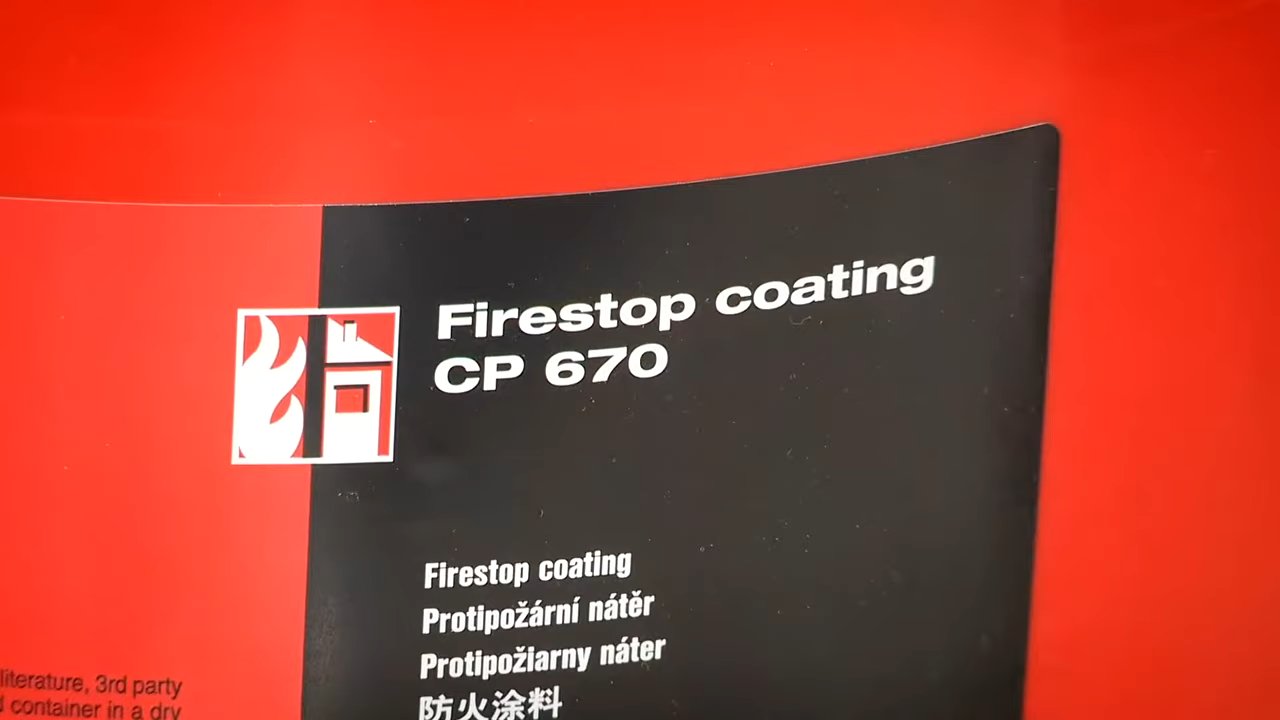 Firestop coating
CP 670
Firestop coating
Protipožární nátěr
Protipožiarny náter
防火涂料
literature, 3rd party
container in a dry